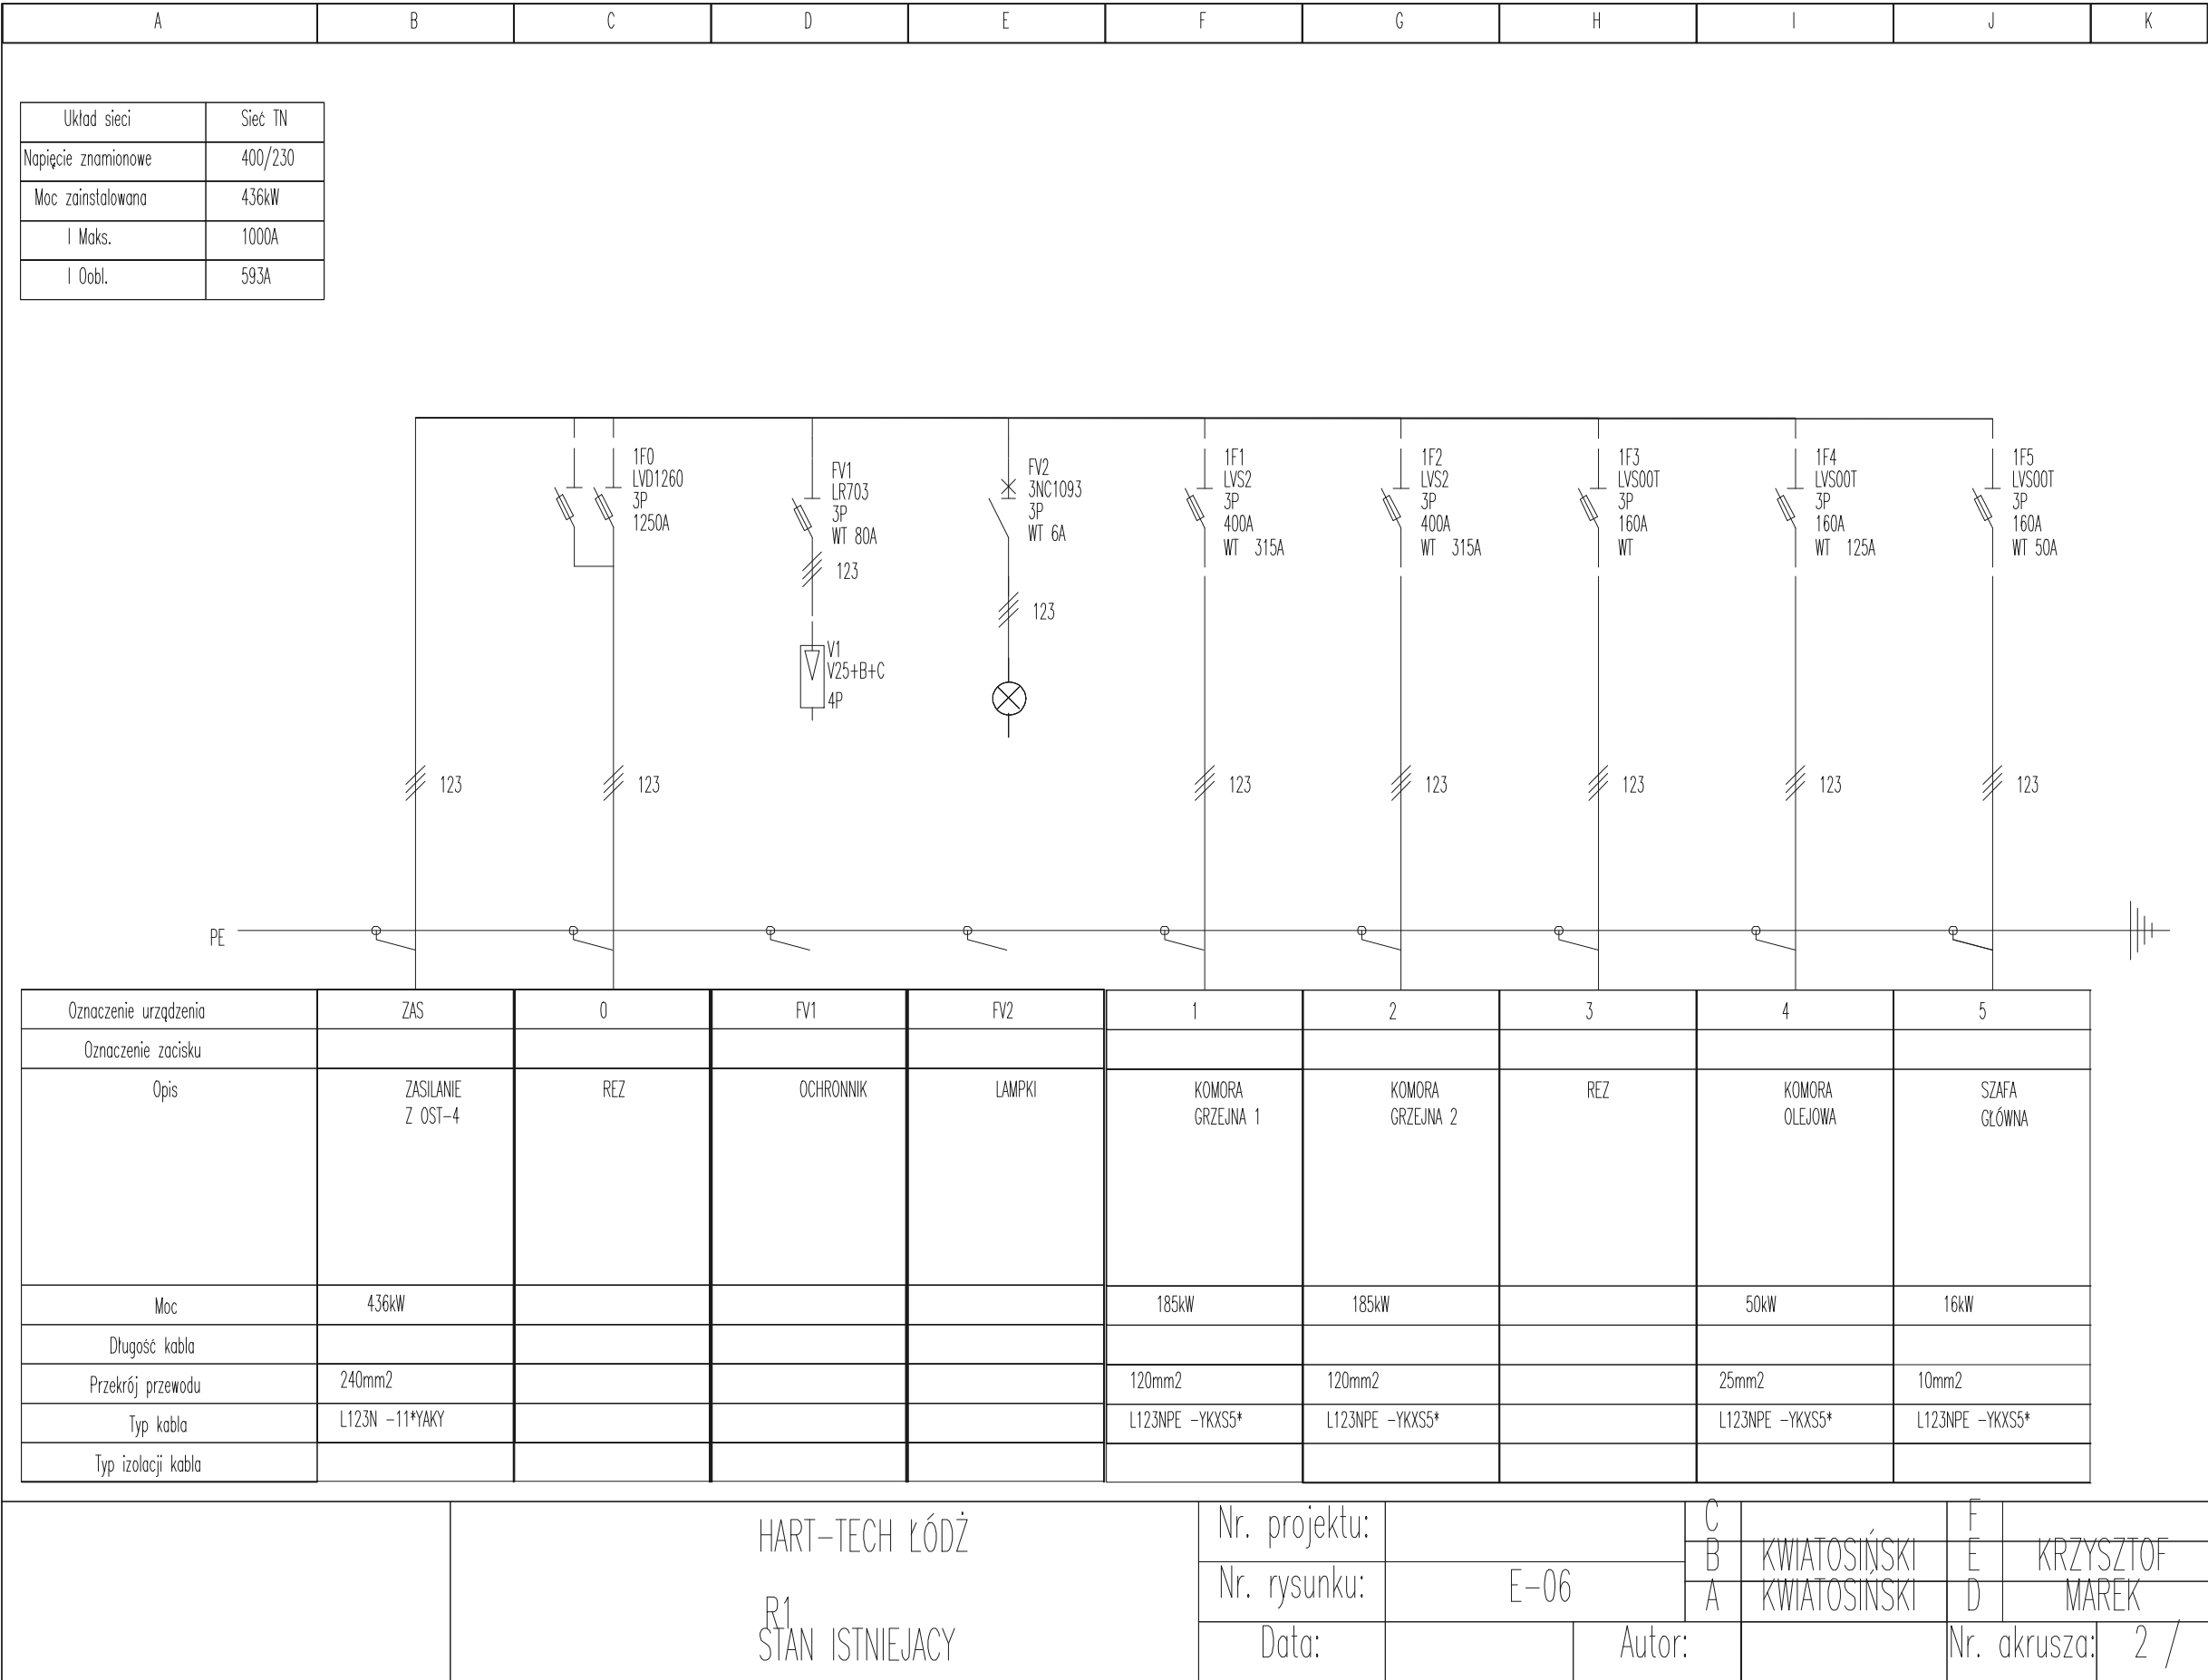 A B C D E F G H I J K
Układ sieci Sieć TN
Napięcie znamionowe 400/230
Moc zainstalowana 436kW
I Maks. 1000A
I Oobl. 593A
1F0
LVD1260
3P
1250A
FV1
LR703
3P
WT 80A
123
V1
V25+B+C
4P
FV2
3NC1093
3P
WT 6A
123
1F1
LVS2
3P
400A
WT 315A
1F2
LVS2
3P
400A
WT 315A
1F3
LVS00T
3P
160A
WT
1F4
LVS00T
3P
160A
WT 125A
1F5
LVS00T
3P
160A
WT 50A
123 123 123 123 123 123 123
PE
Oznaczenie urządzenia ZAS 0 FV1 FV2 1 2 3 4 5
Oznaczenie zacisku
Opis
ZASILANIE
Z OST-4
REZ
OCHRONNIK
LAMPKI
KOMORA
GRZEJNA 1
KOMORA
GRZEJNA 2
REZ
KOMORA
OLEJOWA
SZAFA
GŁÓWNA
Moc 436kW 185kW 185kW 50kW 16kW
Długość kabla
Przekrój przewodu 240mm2 120mm2 120mm2 25mm2 10mm2
Typ kabla L123N -11*YAKY L123NPE -YKXS5* L123NPE -YKXS5* L123NPE -YKXS5* L123NPE -YKXS5*
Typ izolacji kabla
HART-TECH ŁÓDŻ
R1
STAN ISTNIEJACY
Nr. projektu:
Nr. rysunku: E-06
Data: Autor:
C F
B KWIATOSIŃSKI E KRZYSZTOF
A KWIATOSIŃSKI D MAREK
Nr. akrusza: 2 /